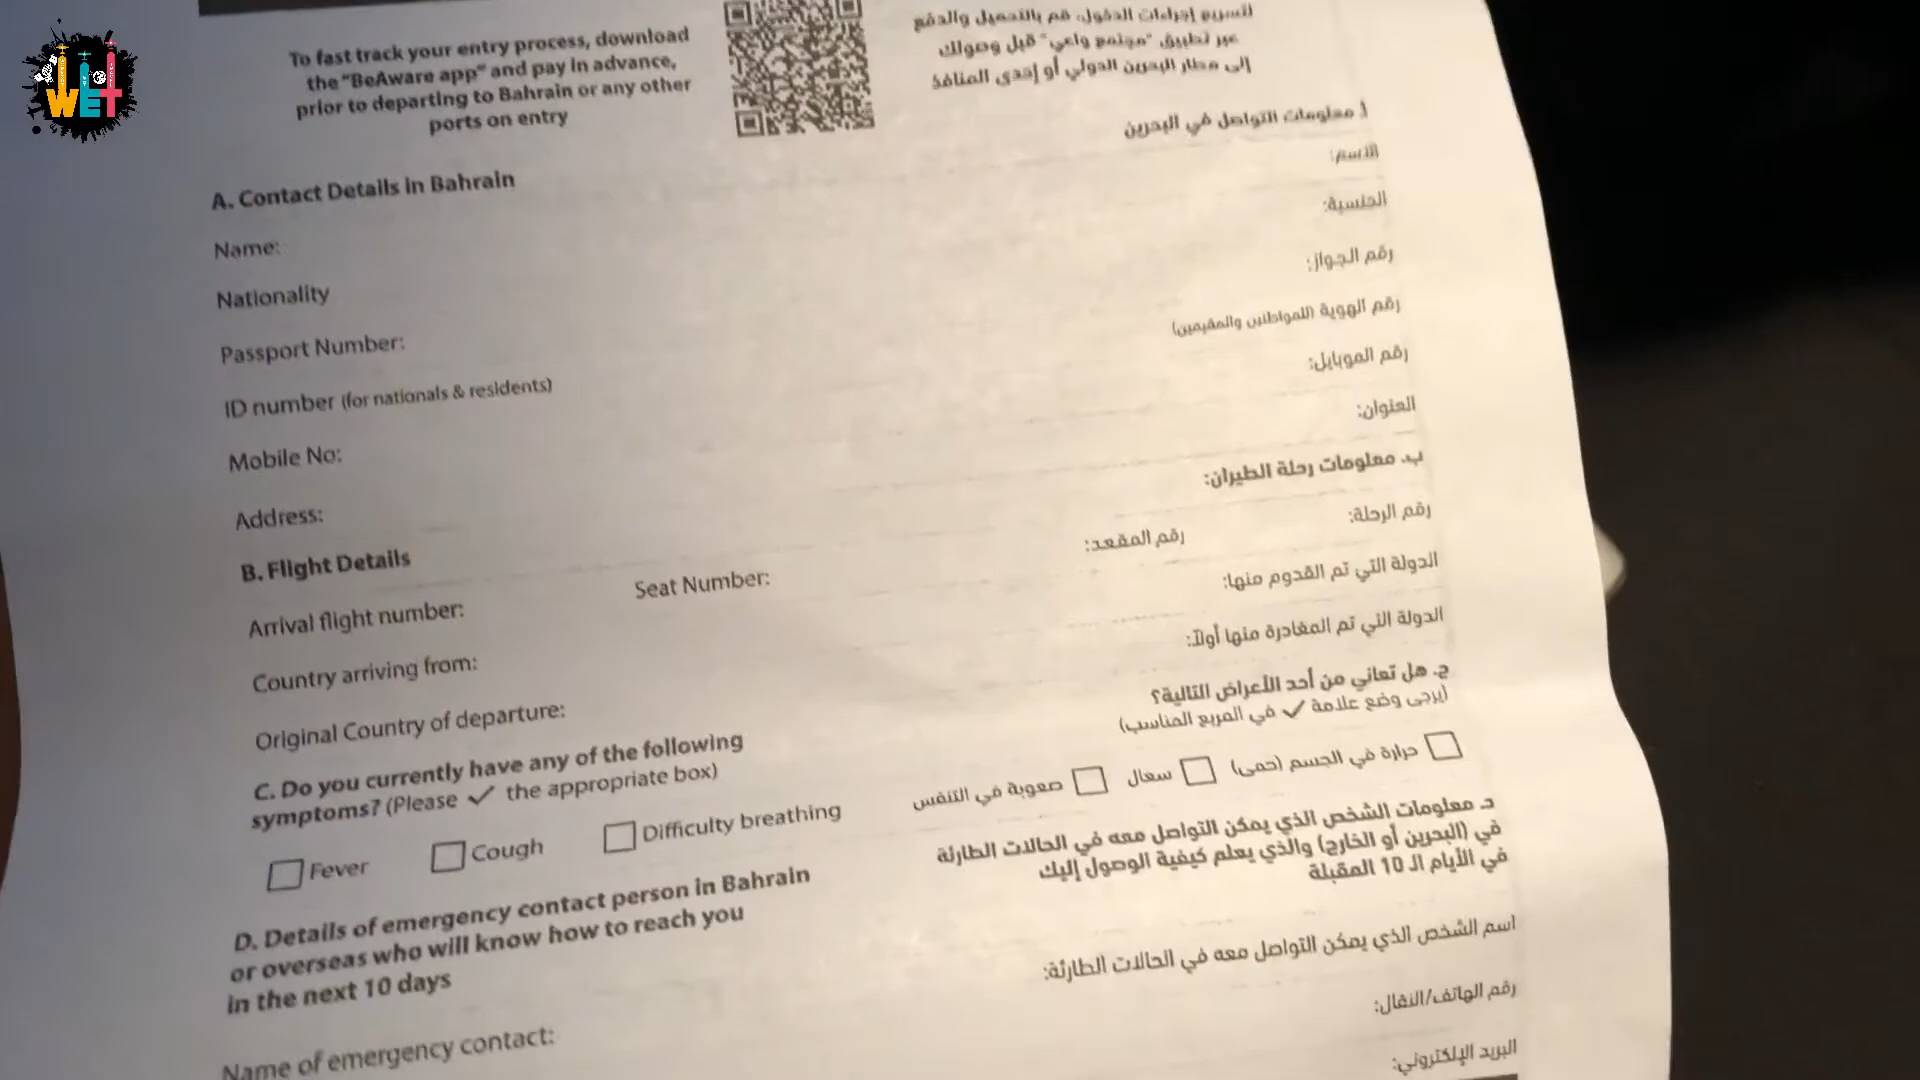 WET
To fast track your entry process, download
the "BeAware app" and pay in advance,
prior to departing to Bahrain or any other
ports on entry
لتسريع إجراءات الدخول، قم بالتحميل والدفع
عبر تطبيق "مجتمع واعي" قبل وصولك
إلى مطار البحرين الدولي أو إحدى المنافذ
A. Contact Details in Bahrain
أ. معلومات التواصل في البحرين
Name:
الاسم:
Nationality
الجنسية:
Passport Number:
رقم الجواز:
ID number (for nationals & residents)
رقم الهوية (للمواطنين والمقيمين)
Mobile No:
رقم الموبايل:
Address:
العنوان:
B. Flight Details
ب. معلومات رحلة الطيران:
Arrival flight number: Seat Number:
رقم الرحلة: رقم المقعد:
Country arriving from:
الدولة التي تم القدوم منها:
Original Country of departure:
الدولة التي تم المغادرة منها أولاً:
C. Do you currently have any of the following
symptoms? (Please ✓ the appropriate box)
ج. هل تعاني من أحد الأعراض التالية؟
(يرجى وضع علامة ✓ في المربع المناسب)
Fever Cough Difficulty breathing
حرارة في الجسم (حمى) سعال صعوبة في التنفس
D. Details of emergency contact person in Bahrain
or overseas who will know how to reach you
in the next 10 days
د. معلومات الشخص الذي يمكن التواصل معه في الحالات الطارئة
في (البحرين أو الخارج) والذي يعلم كيفية الوصول إليك
في الأيام الـ 10 المقبلة
Name of emergency contact:
اسم الشخص الذي يمكن التواصل معه في الحالات الطارئة:
رقم الهاتف/النقال:
البريد الإلكتروني: